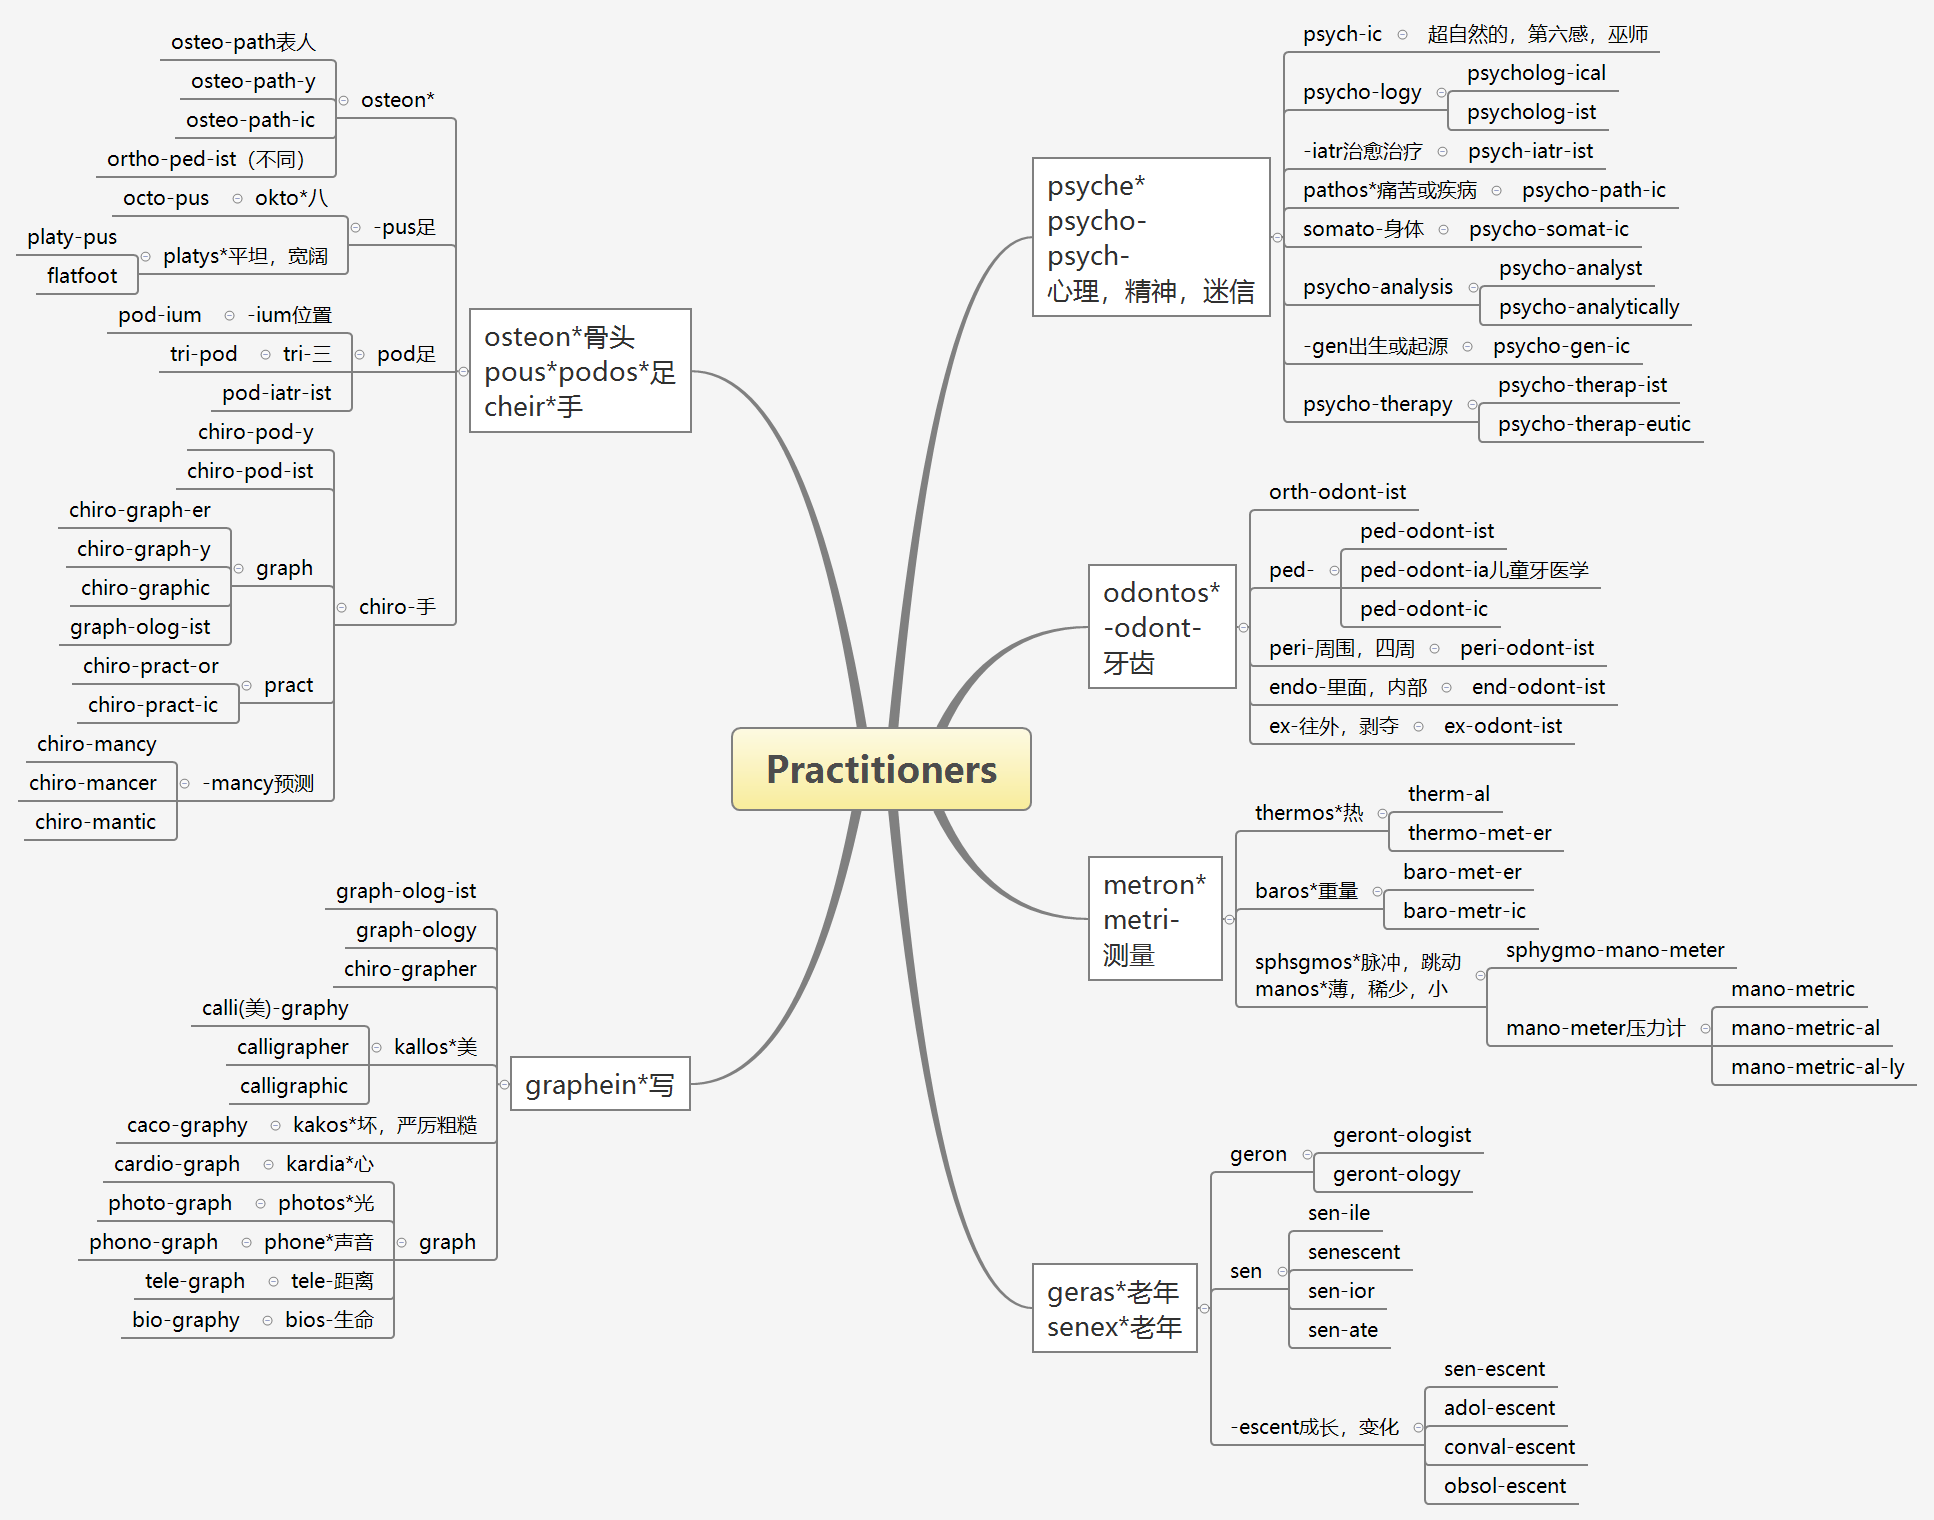 Practitioners
psyche*
psycho-
psych-
心理，精神，迷信
psych-ic
超自然的，第六感，巫师
psycho-logy
psycholog-ical
psycholog-ist
-iatr治愈治疗
psych-iatr-ist
pathos*痛苦或疾病
psycho-path-ic
somato-身体
psycho-somat-ic
psycho-analysis
psycho-analyst
psycho-analytically
-gen出生或起源
psycho-gen-ic
psycho-therapy
psycho-therap-ist
psycho-therap-eutic
odontos*
-odont-
牙齿
orth-odont-ist
ped-
ped-odont-ist
ped-odont-ia儿童牙医学
ped-odont-ic
peri-周围，四周
peri-odont-ist
endo-里面，内部
end-odont-ist
ex-往外，剥夺
ex-odont-ist
metron*
metri-
测量
thermos*热
therm-al
thermo-met-er
baros*重量
baro-met-er
baro-metr-ic
sphsgmos*脉冲，跳动
manos*薄，稀少，小
sphygmo-mano-meter
mano-meter压力计
mano-metric
mano-metric-al
mano-metric-al-ly
geras*老年
senex*老年
geron
geront-ologist
geront-ology
sen
sen-ile
senescent
sen-ior
sen-ate
-escent成长，变化
sen-escent
adol-escent
conval-escent
obsol-escent
osteon*骨头
pous*podos*足
cheir*手
osteon*
osteo-path表人
osteo-path-y
osteo-path-ic
ortho-ped-ist（不同）
-pus足
okto*八
octo-pus
platys*平坦，宽阔
platy-pus
flatfoot
pod足
-ium位置
pod-ium
tri-三
tri-pod
pod-iatr-ist
chiro-手
chiro-pod-y
chiro-pod-ist
graph
chiro-graph-er
chiro-graph-y
chiro-graphic
graph-olog-ist
pract
chiro-pract-or
chiro-pract-ic
-mancy预测
chiro-mancy
chiro-mancer
chiro-mantic
graphein*写
graph-olog-ist
graph-ology
chiro-grapher
kallos*美
calli(美)-graphy
calligrapher
calligraphic
kakos*坏，严厉粗糙
caco-graphy
graph
kardia*心
cardio-graph
photos*光
photo-graph
phone*声音
phono-graph
tele-距离
tele-graph
bios-生命
bio-graphy